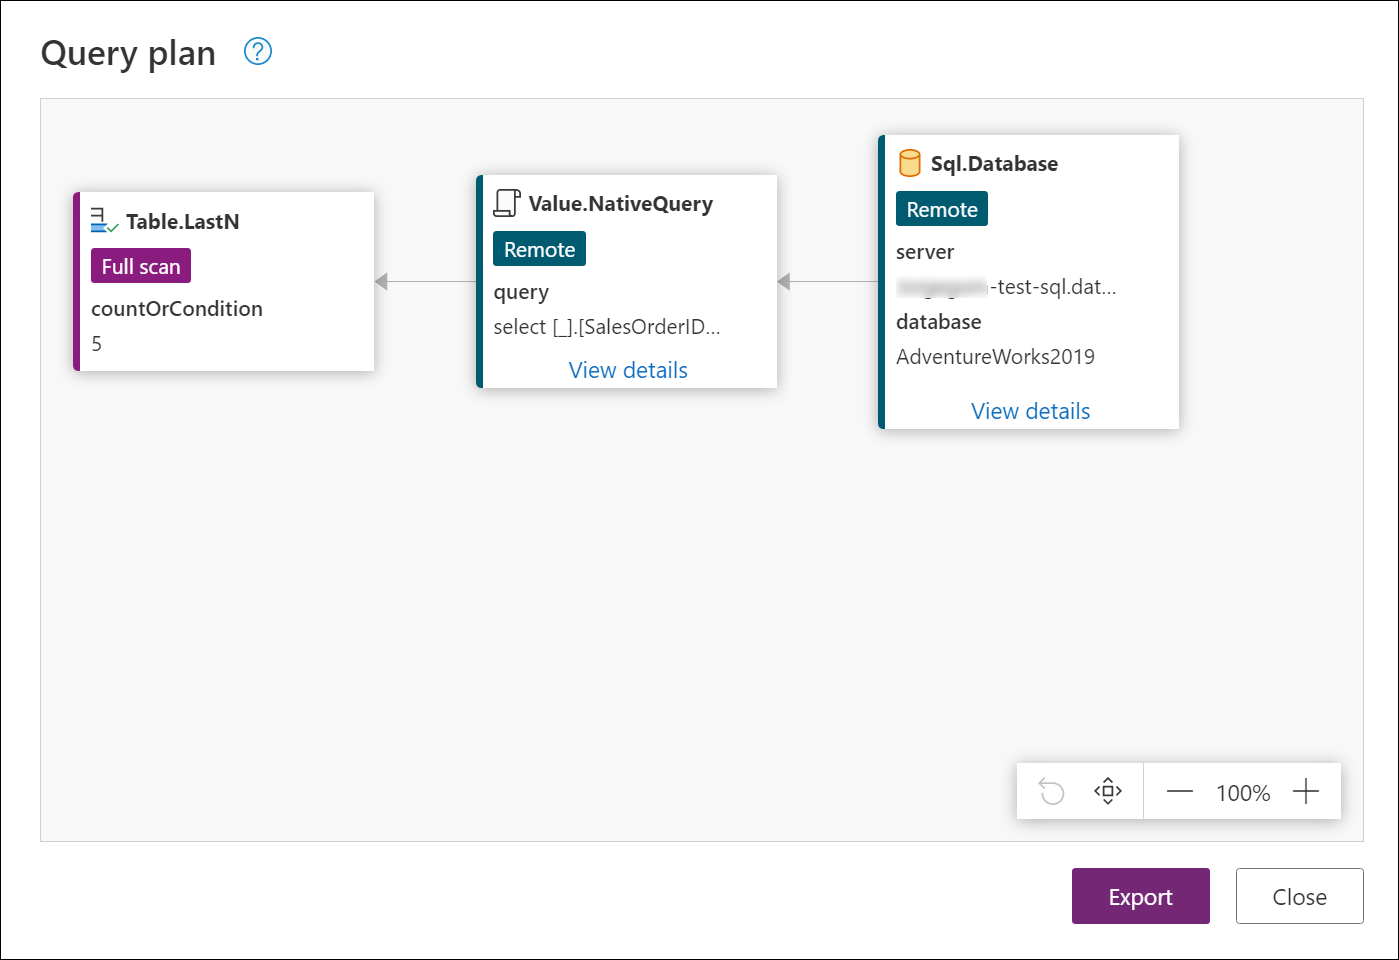 Query plan
Table.LastN
Full scan
countOrCondition
5
Value.NativeQuery
Remote
query
select [_].[SalesOrderID...
View details
Sql.Database
Remote
server
-test-sql.dat...
database
AdventureWorks2019
View details
100%
Export
Close